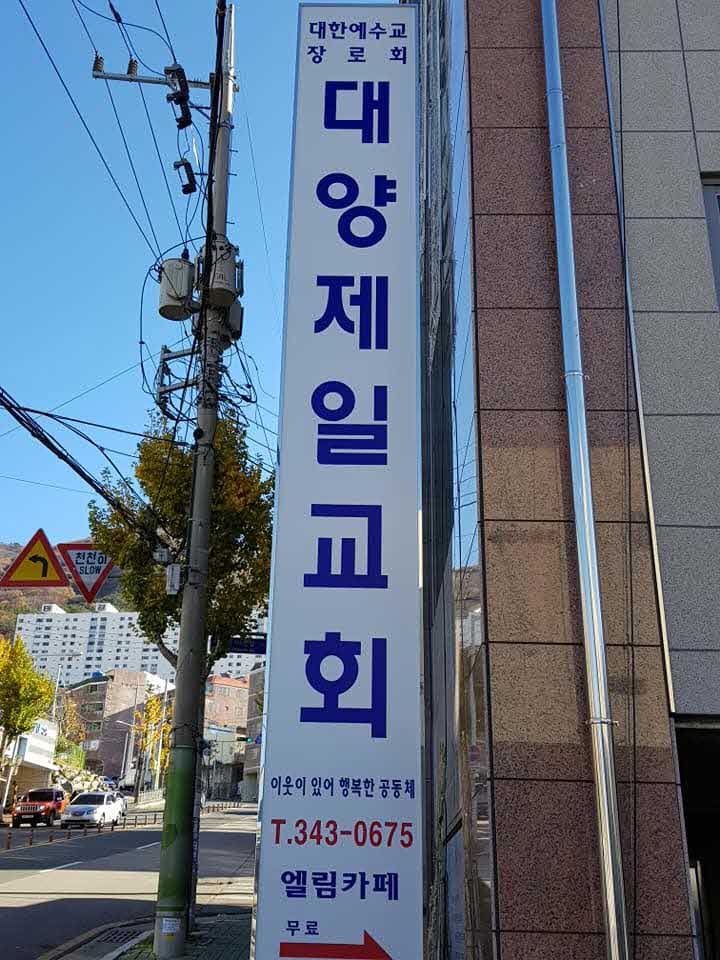 대한예수교
장로회
대양제일교회
이웃이 있어 행복한 공동체
T.343-0675
엘림카페
무료
천천히
SLOW